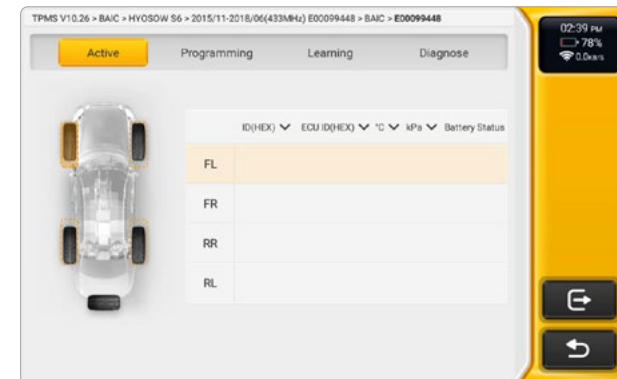 TPMS V10.26 > BAIC > HYOSOW S6 > 2015/11-2018/06(433MHz) E00099448 > BAIC > E00099448
02:39 PM
78%
0.0KB/S
Active Programming Learning Diagnose
ID(HEX) ECU ID(HEX) °C kPa Battery Status
FL
FR
RR
RL